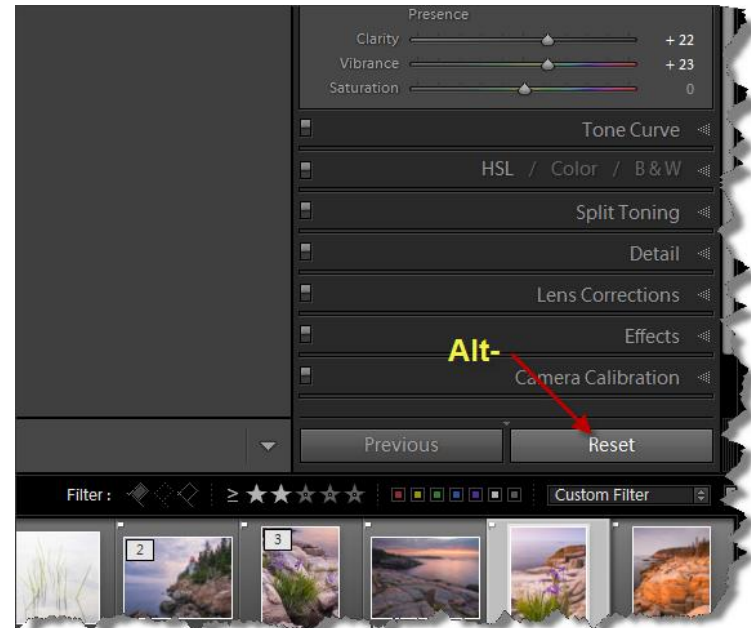 Presence
Clarity + 22
Vibrance + 23
Saturation 0
Tone Curve
HSL / Color / B & W
Split Toning
Detail
Lens Corrections
Effects
Alt-
Camera Calibration
Previous Reset
Filter : ≥ Custom Filter
2 3